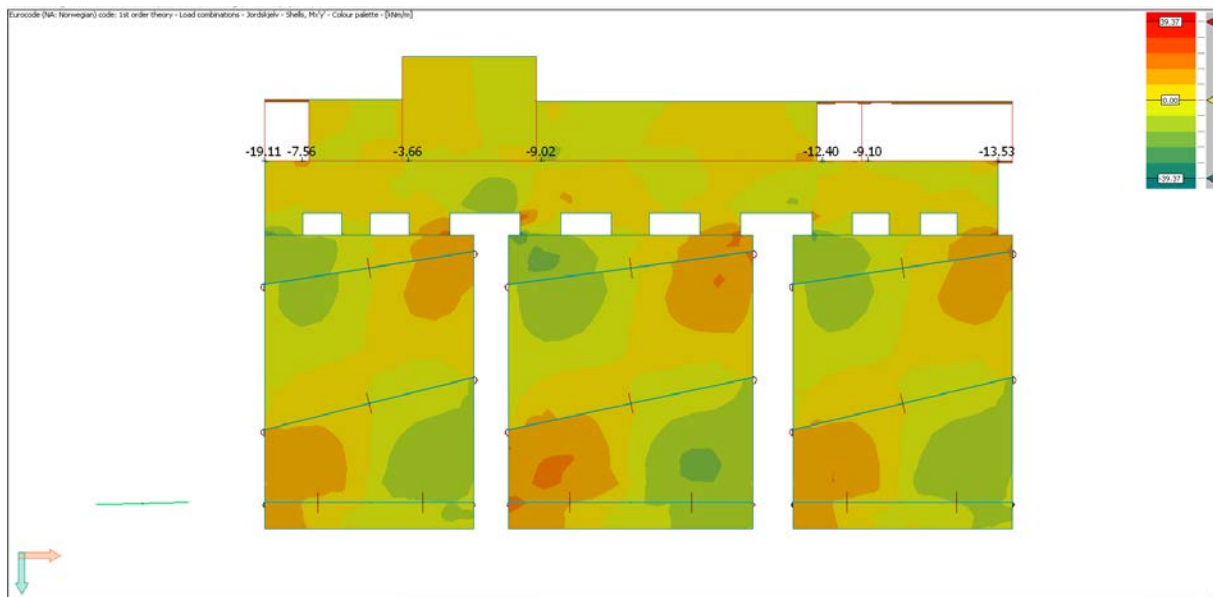 Eurocode (NA: Norwegian) code: 1st order theory - Load combinations - Jordskjelv - Shells, Mx'y' - Colour palette - [kNm/m]
39.37
0.00
-39.37
-19.11 -7.56 -3.66 -9.02 -12.40 -9.10 -13.53